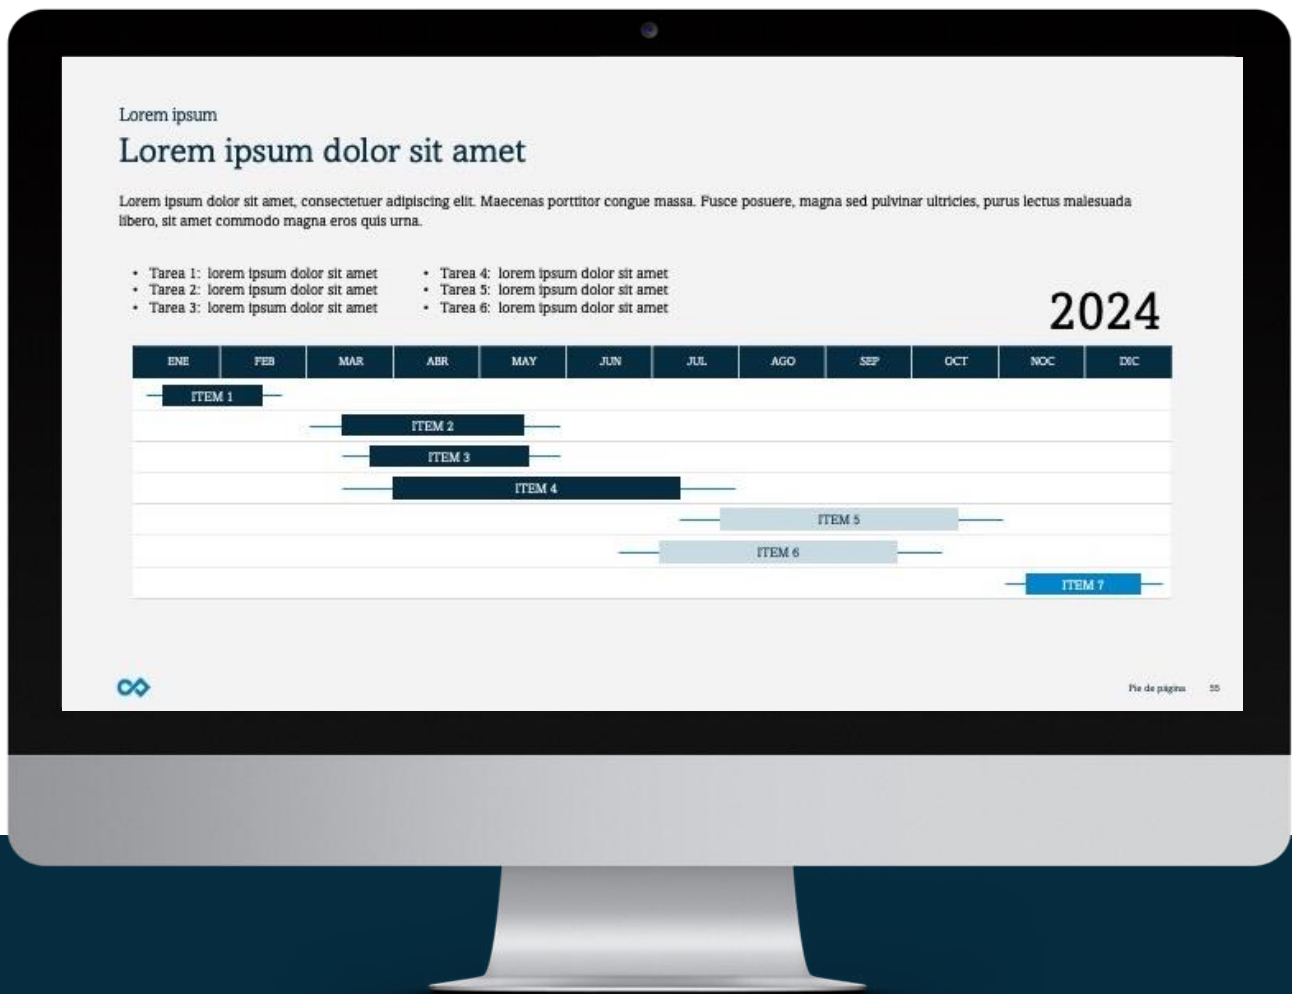 Lorem ipsum
Lorem ipsum dolor sit amet
Lorem ipsum dolor sit amet, consectetuer adipiscing elit. Maecenas porttitor congue massa. Fusce posuere, magna sed pulvinar ultricies, purus lectus malesuada
libero, sit amet commodo magna eros quis urna.
• Tarea 1: lorem ipsum dolor sit amet
• Tarea 2: lorem ipsum dolor sit amet
• Tarea 3: lorem ipsum dolor sit amet
• Tarea 4: lorem ipsum dolor sit amet
• Tarea 5: lorem ipsum dolor sit amet
• Tarea 6: lorem ipsum dolor sit amet
2024
ENE FEB MAR ABR MAY JUN JUL AGO SEP OCT NOC DIC
ITEM 1
ITEM 2
ITEM 3
ITEM 4
ITEM 5
ITEM 6
ITEM 7
Pie de página 55